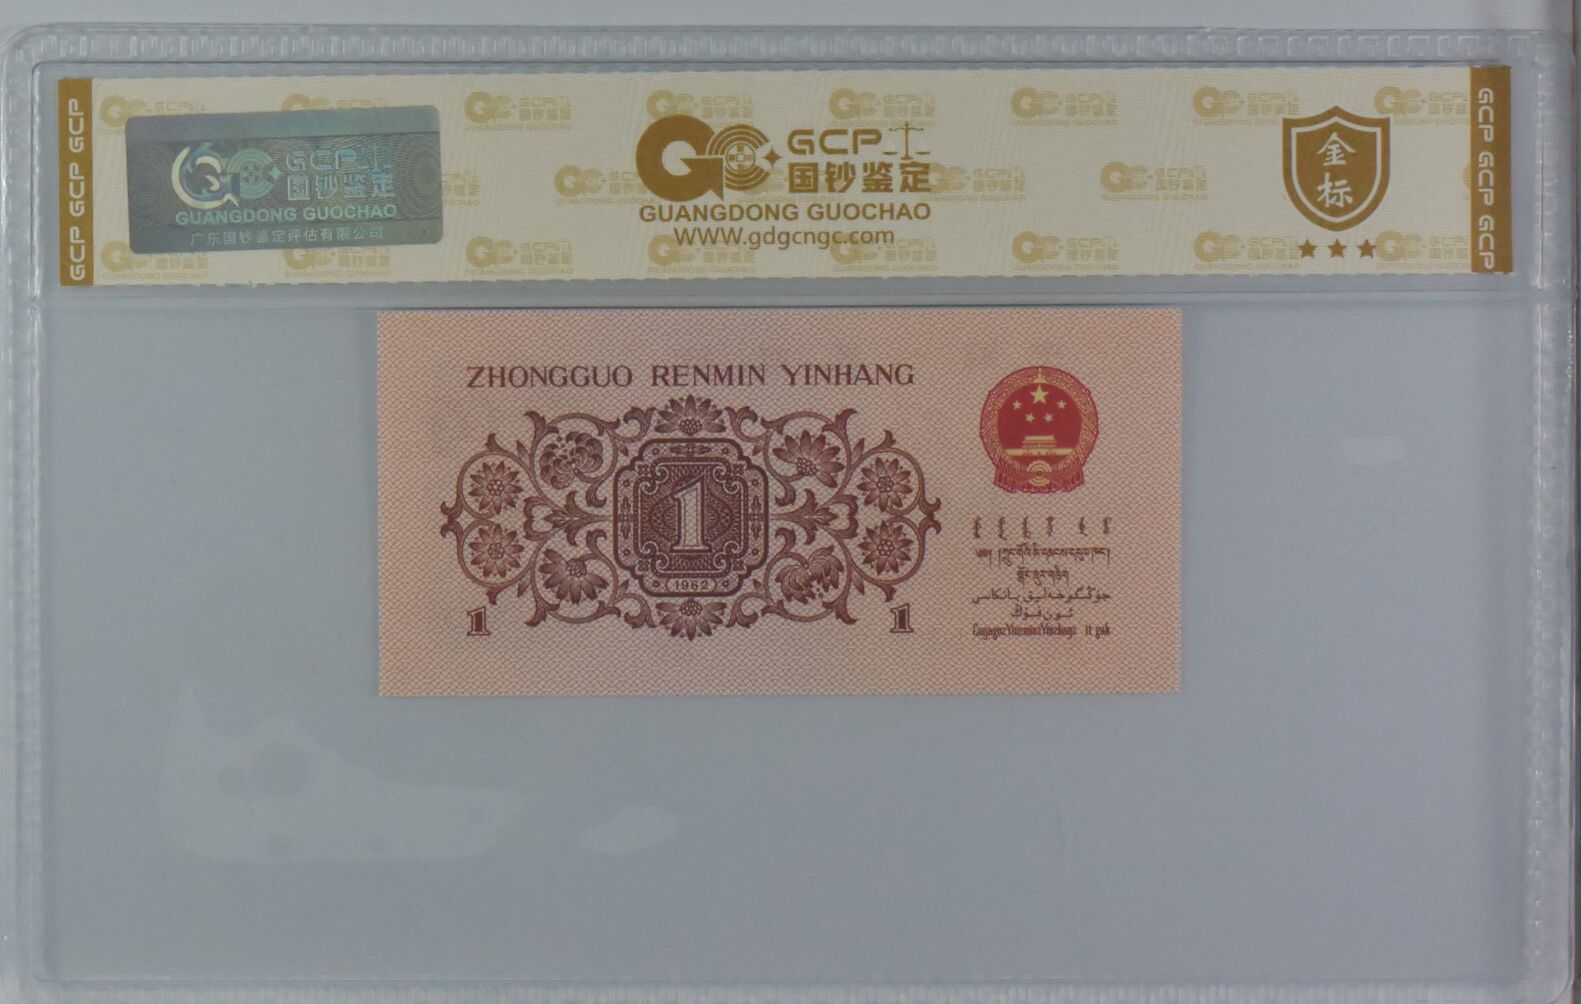 GCP GCP GCP
GCP
国钞鉴定
GUANGDONG GUOCHAO
广东国钞鉴定评估有限公司
GCP
国钞鉴定
GUANGDONG GUOCHAO
WWW.gdgcngc.com
金
标
GCP GCP GCP
ZHONGGUO RENMIN YINHANG
1
(1962)
1
1